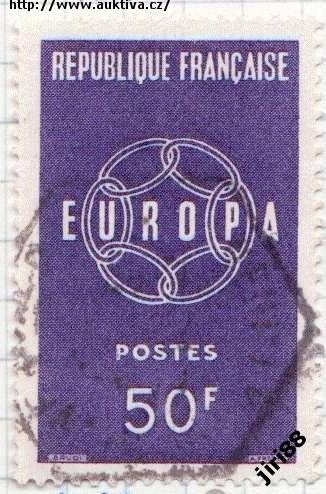 http://www.auktiva.cz/
REPUBLIQUE FRANÇAISE
EUROPA
POSTES
50F
jiri88